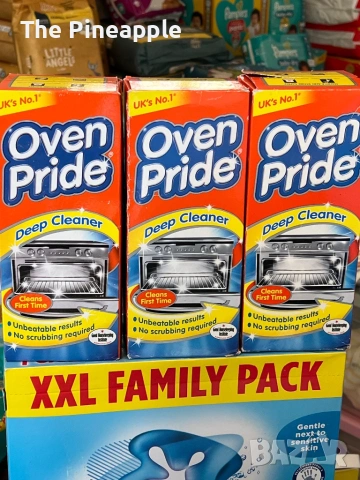 The Pineapple
LITTLE
ANGELS
Pampers
UK's No.1*
Oven
Pride
Deep Cleaner
Cleans
First Time
• Unbeatable results
• No scrubbing required
UK's No.1*
Oven
Pride
Deep Cleaner
Cleans
First Time
• Unbeatable results
• No scrubbing required
UK's No.1*
Oven
Pride
Deep Cleaner
Cleans
First Time
• Unbeatable results
• No scrubbing required
XXL FAMILY PACK
Gentle
next to
sensitive
skin
BAZAR